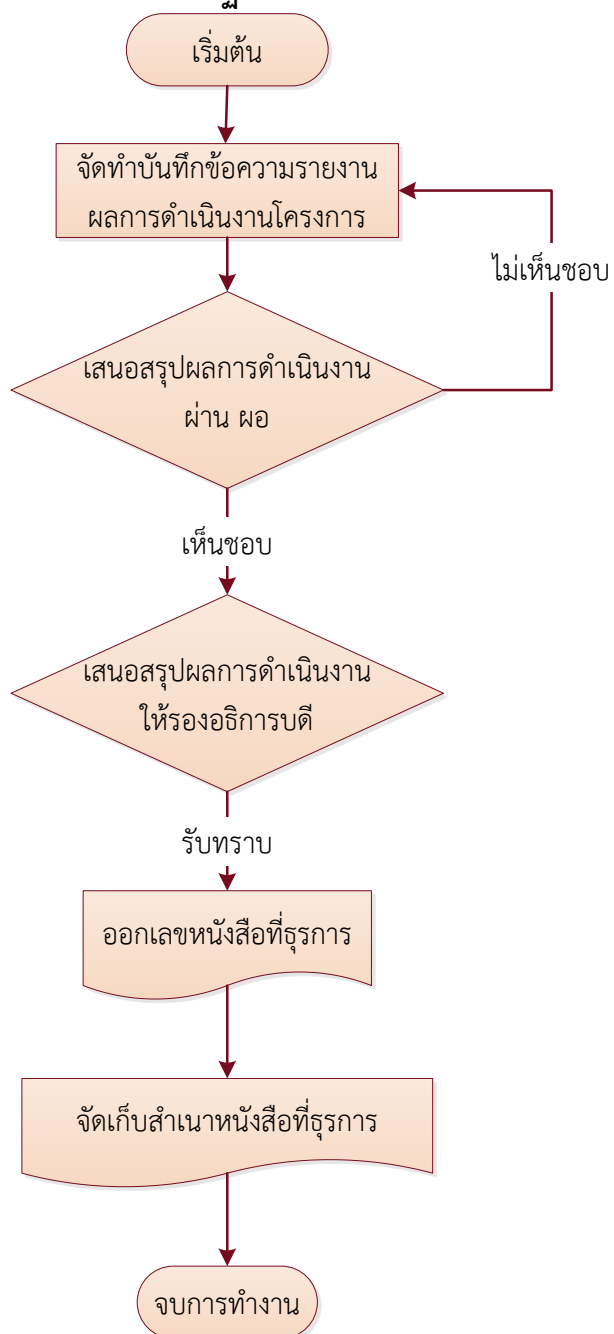 เริ่มต้น
จัดทำบันทึกข้อความรายงาน
ผลการดำเนินงานโครงการ
ไม่เห็นชอบ
เสนอสรุปผลการดำเนินงาน
ผ่าน ผอ
เห็นชอบ
เสนอสรุปผลการดำเนินงาน
ให้รองอธิการบดี
รับทราบ
ออกเลขหนังสือที่ธุรการ
จัดเก็บสำเนาหนังสือที่ธุรการ
จบการทำงาน